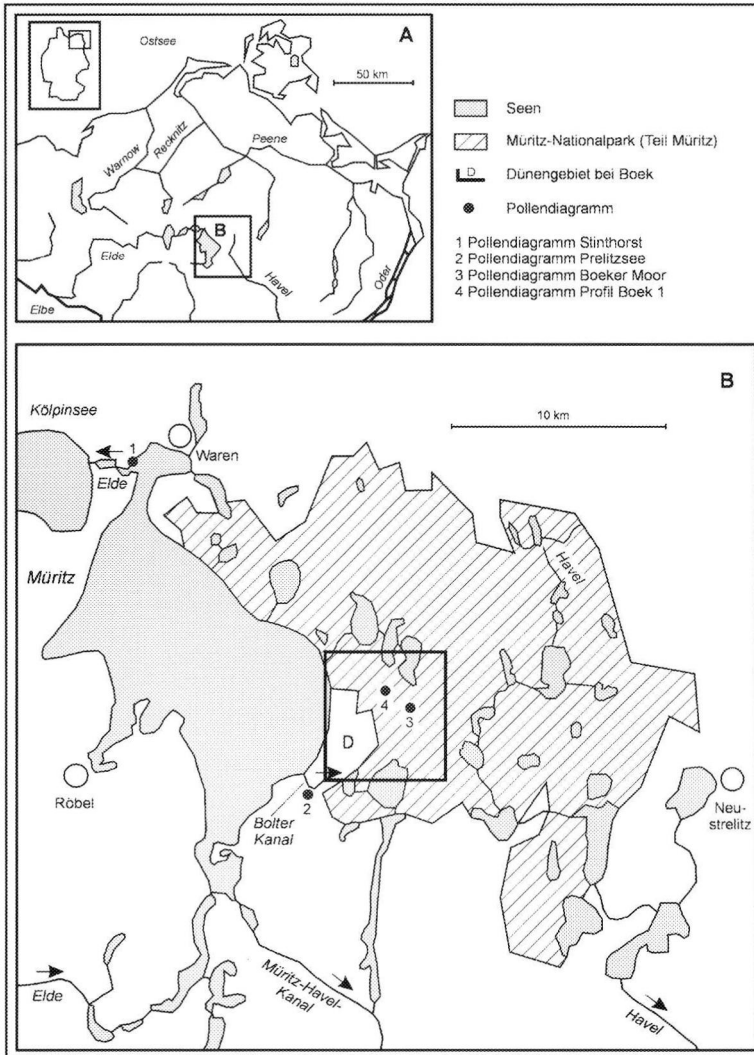 A
Ostsee
50 km
Warnow
Recknitz
Peene
B
Elde
Havel
Oder
Elbe
Seen
Müritz-Nationalpark (Teil Müritz)
D
Dünengebiet bei Boek
Pollendiagramm
1 Pollendiagramm Stinthorst
2 Pollendiagramm Prelitzsee
3 Pollendiagramm Boeker Moor
4 Pollendiagramm Profil Boek 1
B
Kölpinsee
10 km
1
Waren
Elde
Müritz
Havel
4
3
D
Röbel
2
Bolter
Kanal
Neu-
strelitz
Elde
Müritz-Havel-
Kanal
Havel